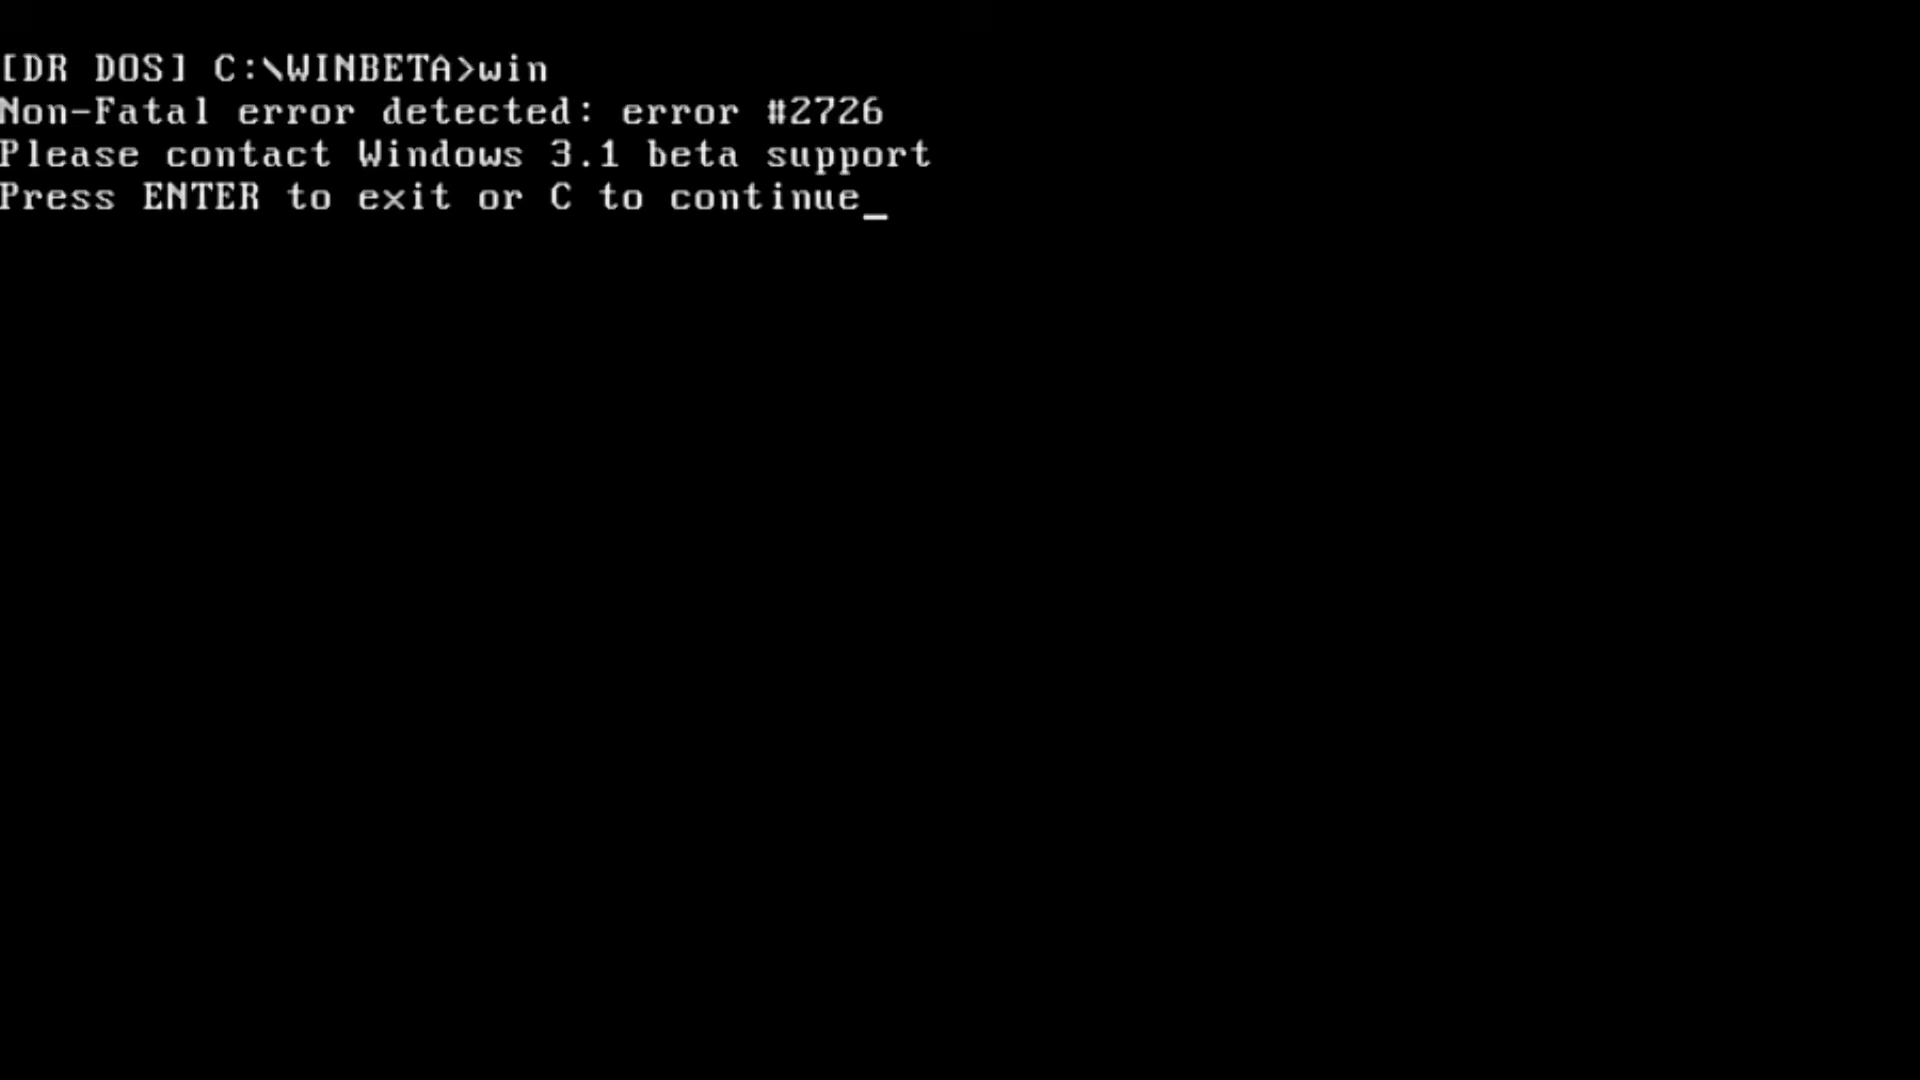 [DR DOS] C:\WINBETA>win
Non-Fatal error detected: error #2726
Please contact Windows 3.1 beta support
Press ENTER to exit or C to continue_